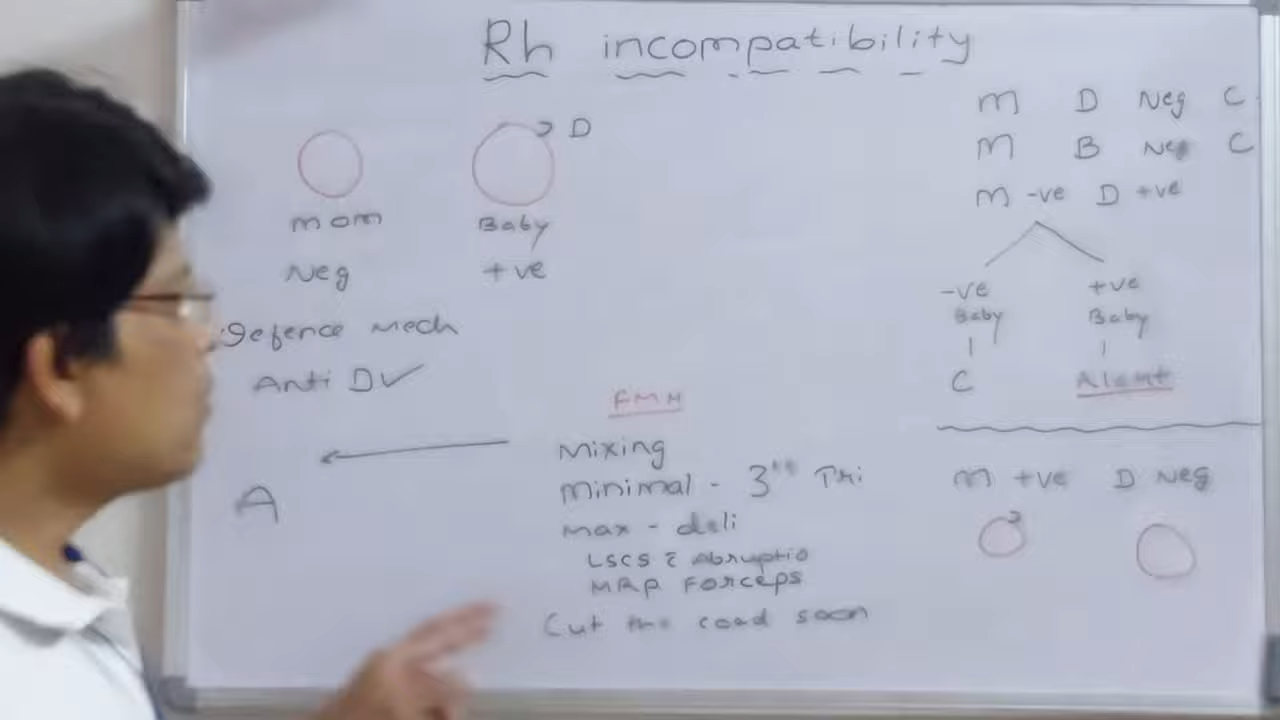 Rh incompatibility
D
mom Baby
Neg +ve
Defence mech
Anti D✓
A
FMH
Mixing
minimal - 3rd Tri
max - deli
LSCS c̄ Abruptio
MRP Forceps
Cut the cord soon
M D Neg C
M B Neg C
M -ve D +ve
-ve +ve
Baby Baby
C Alert
M +ve D Neg